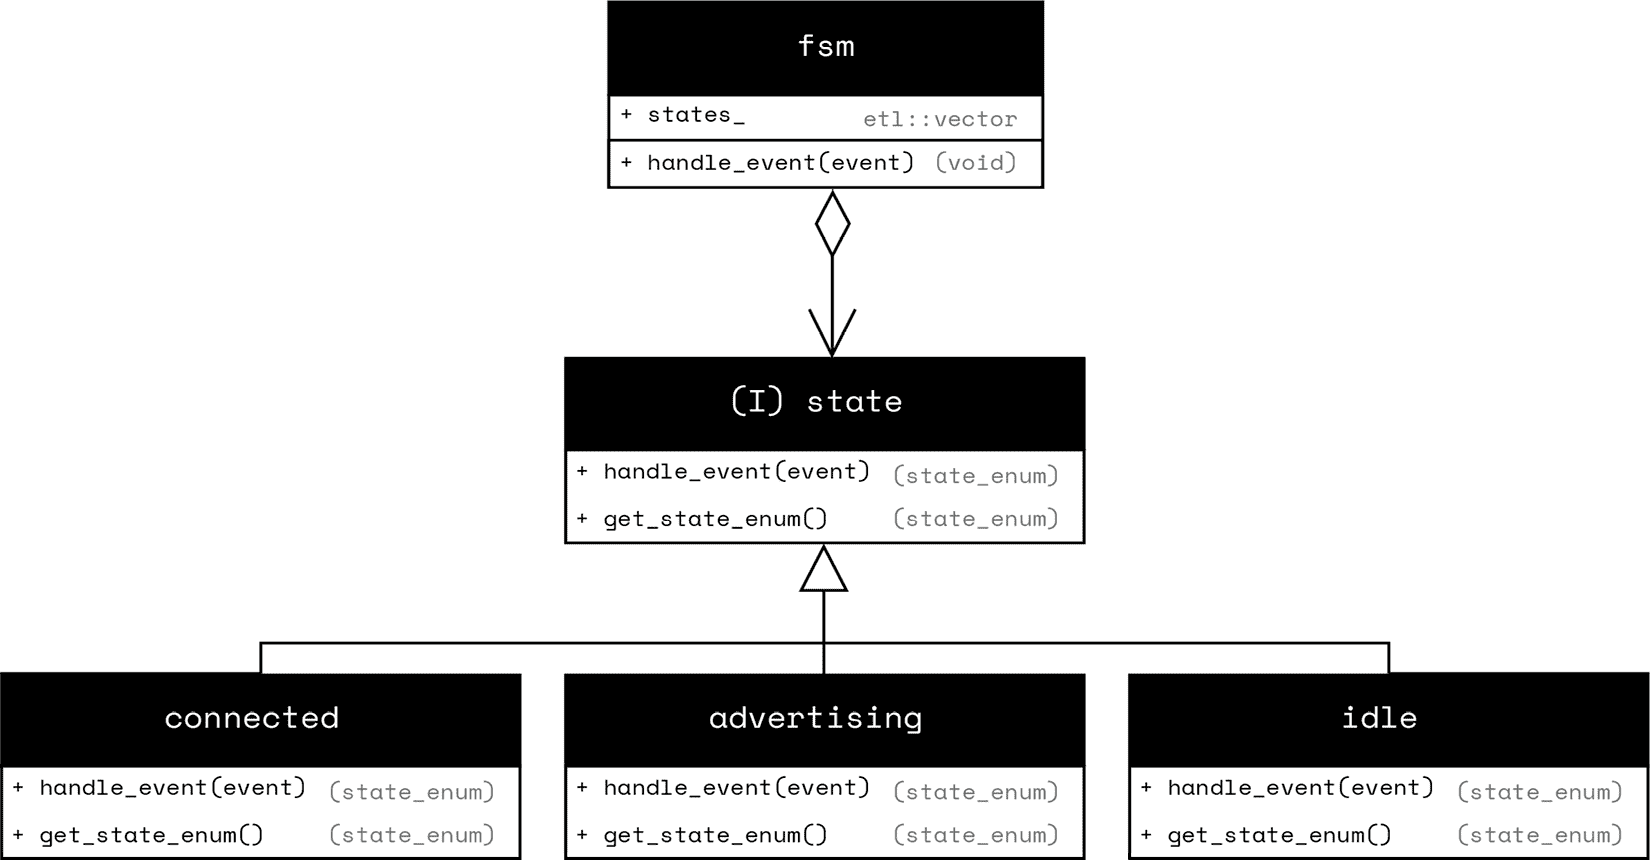 fsm
+ states_ etl::vector
+ handle_event(event) (void)
(I) state
+ handle_event(event) (state_enum)
+ get_state_enum() (state_enum)
connected
+ handle_event(event) (state_enum)
+ get_state_enum() (state_enum)
advertising
+ handle_event(event) (state_enum)
+ get_state_enum() (state_enum)
idle
+ handle_event(event) (state_enum)
+ get_state_enum() (state_enum)